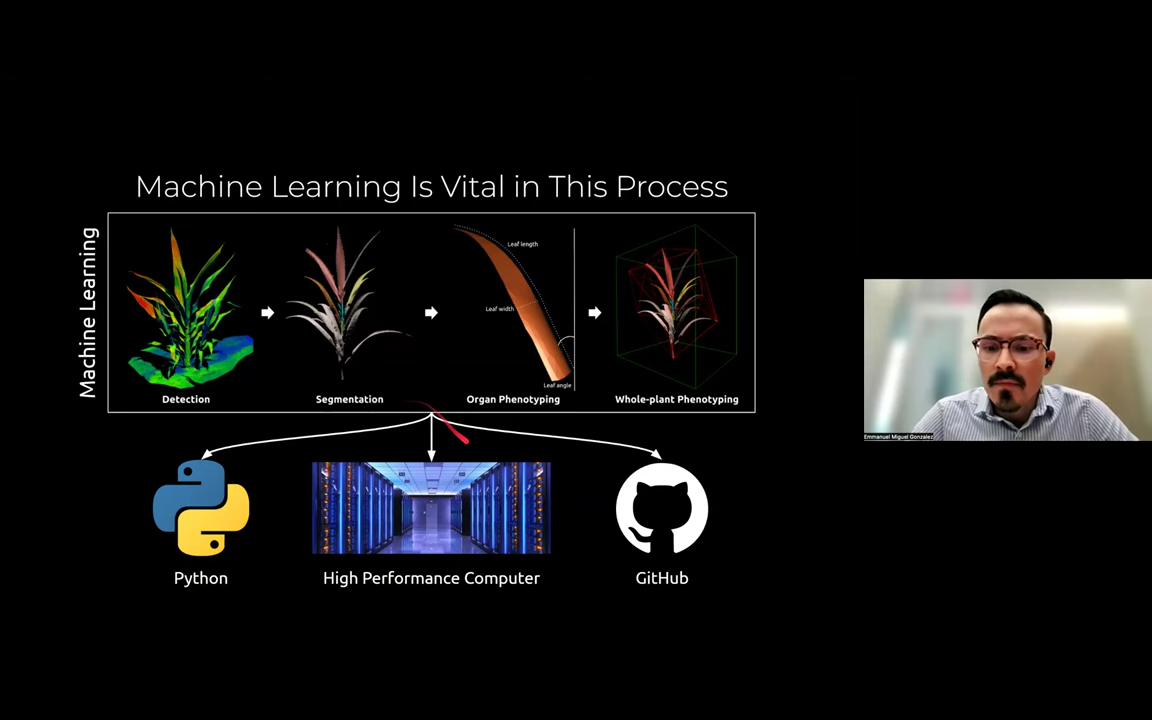 Machine Learning Is Vital in This Process
Machine Learning
Leaf length
Leaf width
Leaf angle
Detection
Segmentation
Organ Phenotyping
Whole-plant Phenotyping
Python
High Performance Computer
GitHub
Emmanuel Miguel Gonzalez